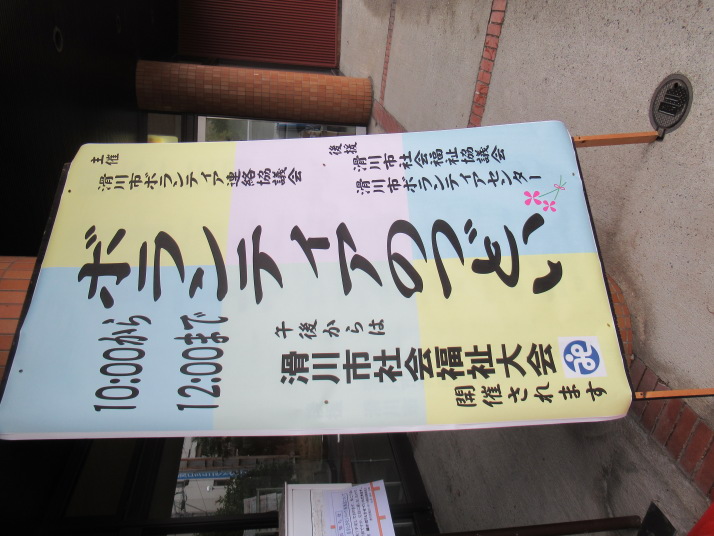 主催
滑川市ボランティア連絡協議会
後援
滑川市社会福祉協議会
滑川市ボランティアセンター
ボランティアのつどい
10:00から
12:00まで
午後からは
滑川市社会福祉大会
開催されます